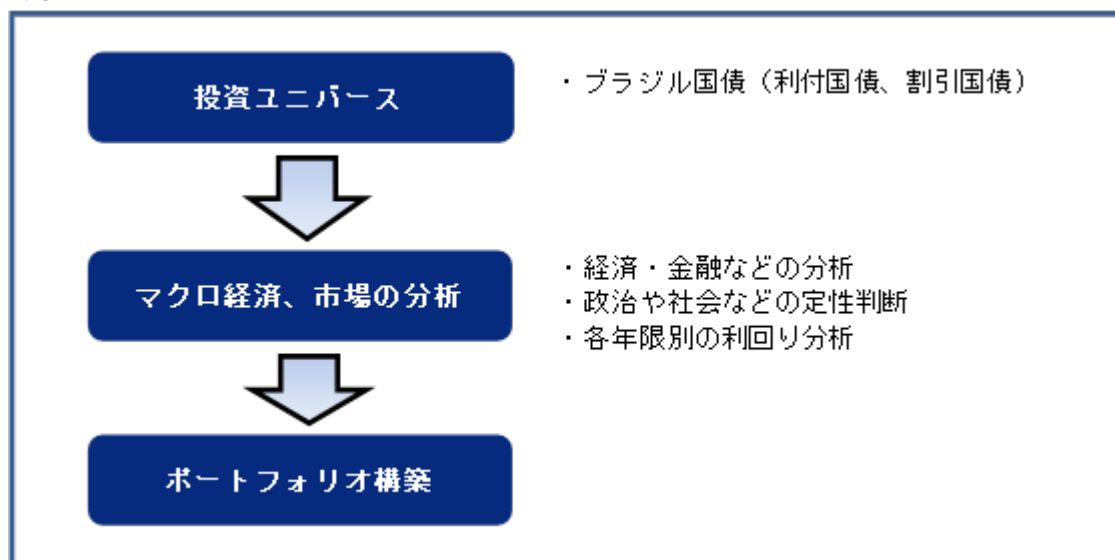 投資ユニバース
・ブラジル国債（利付国債、割引国債）
マクロ経済、市場の分析
・経済・金融などの分析
・政治や社会などの定性判断
・各年限別の利回り分析
ポートフォリオ構築